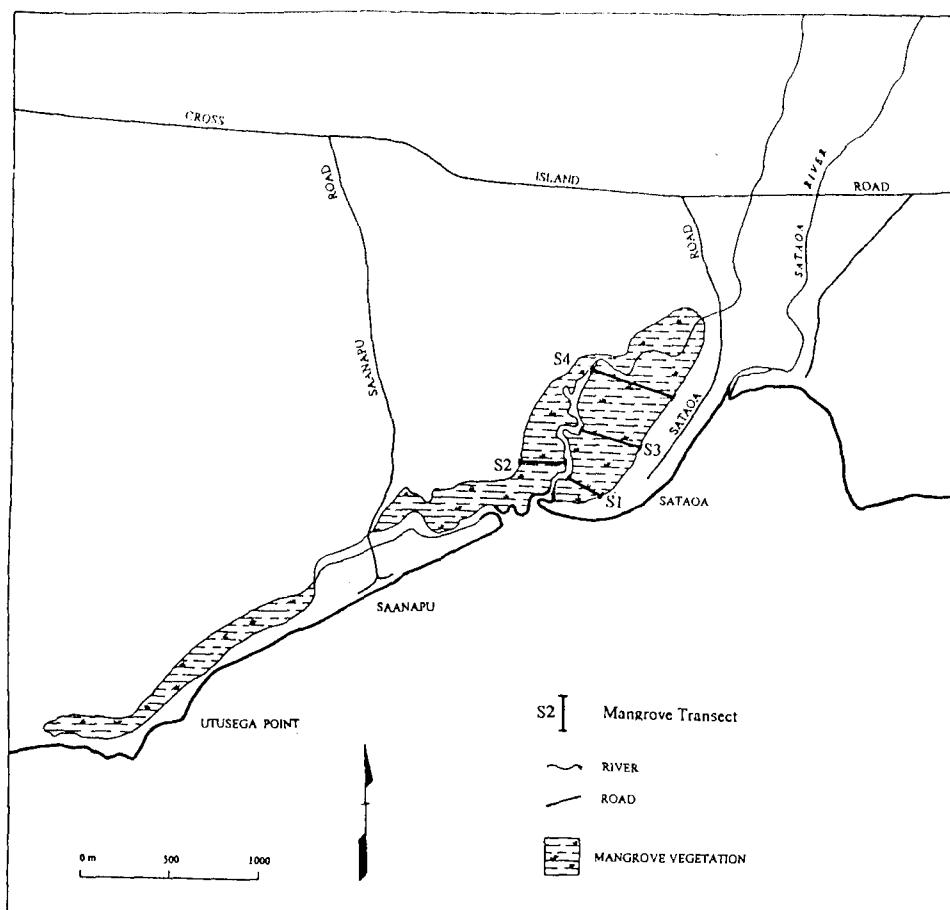 CROSS
ISLAND
ROAD
ROAD
ROAD
SATAOA RIVER
SAANAPU
S4
SATAOA
S3
S2
S1
SATAOA
SAANAPU
UTUSEGA POINT
S2 Mangrove Transect
RIVER
ROAD
MANGROVE VEGETATION
0 m 500 1000